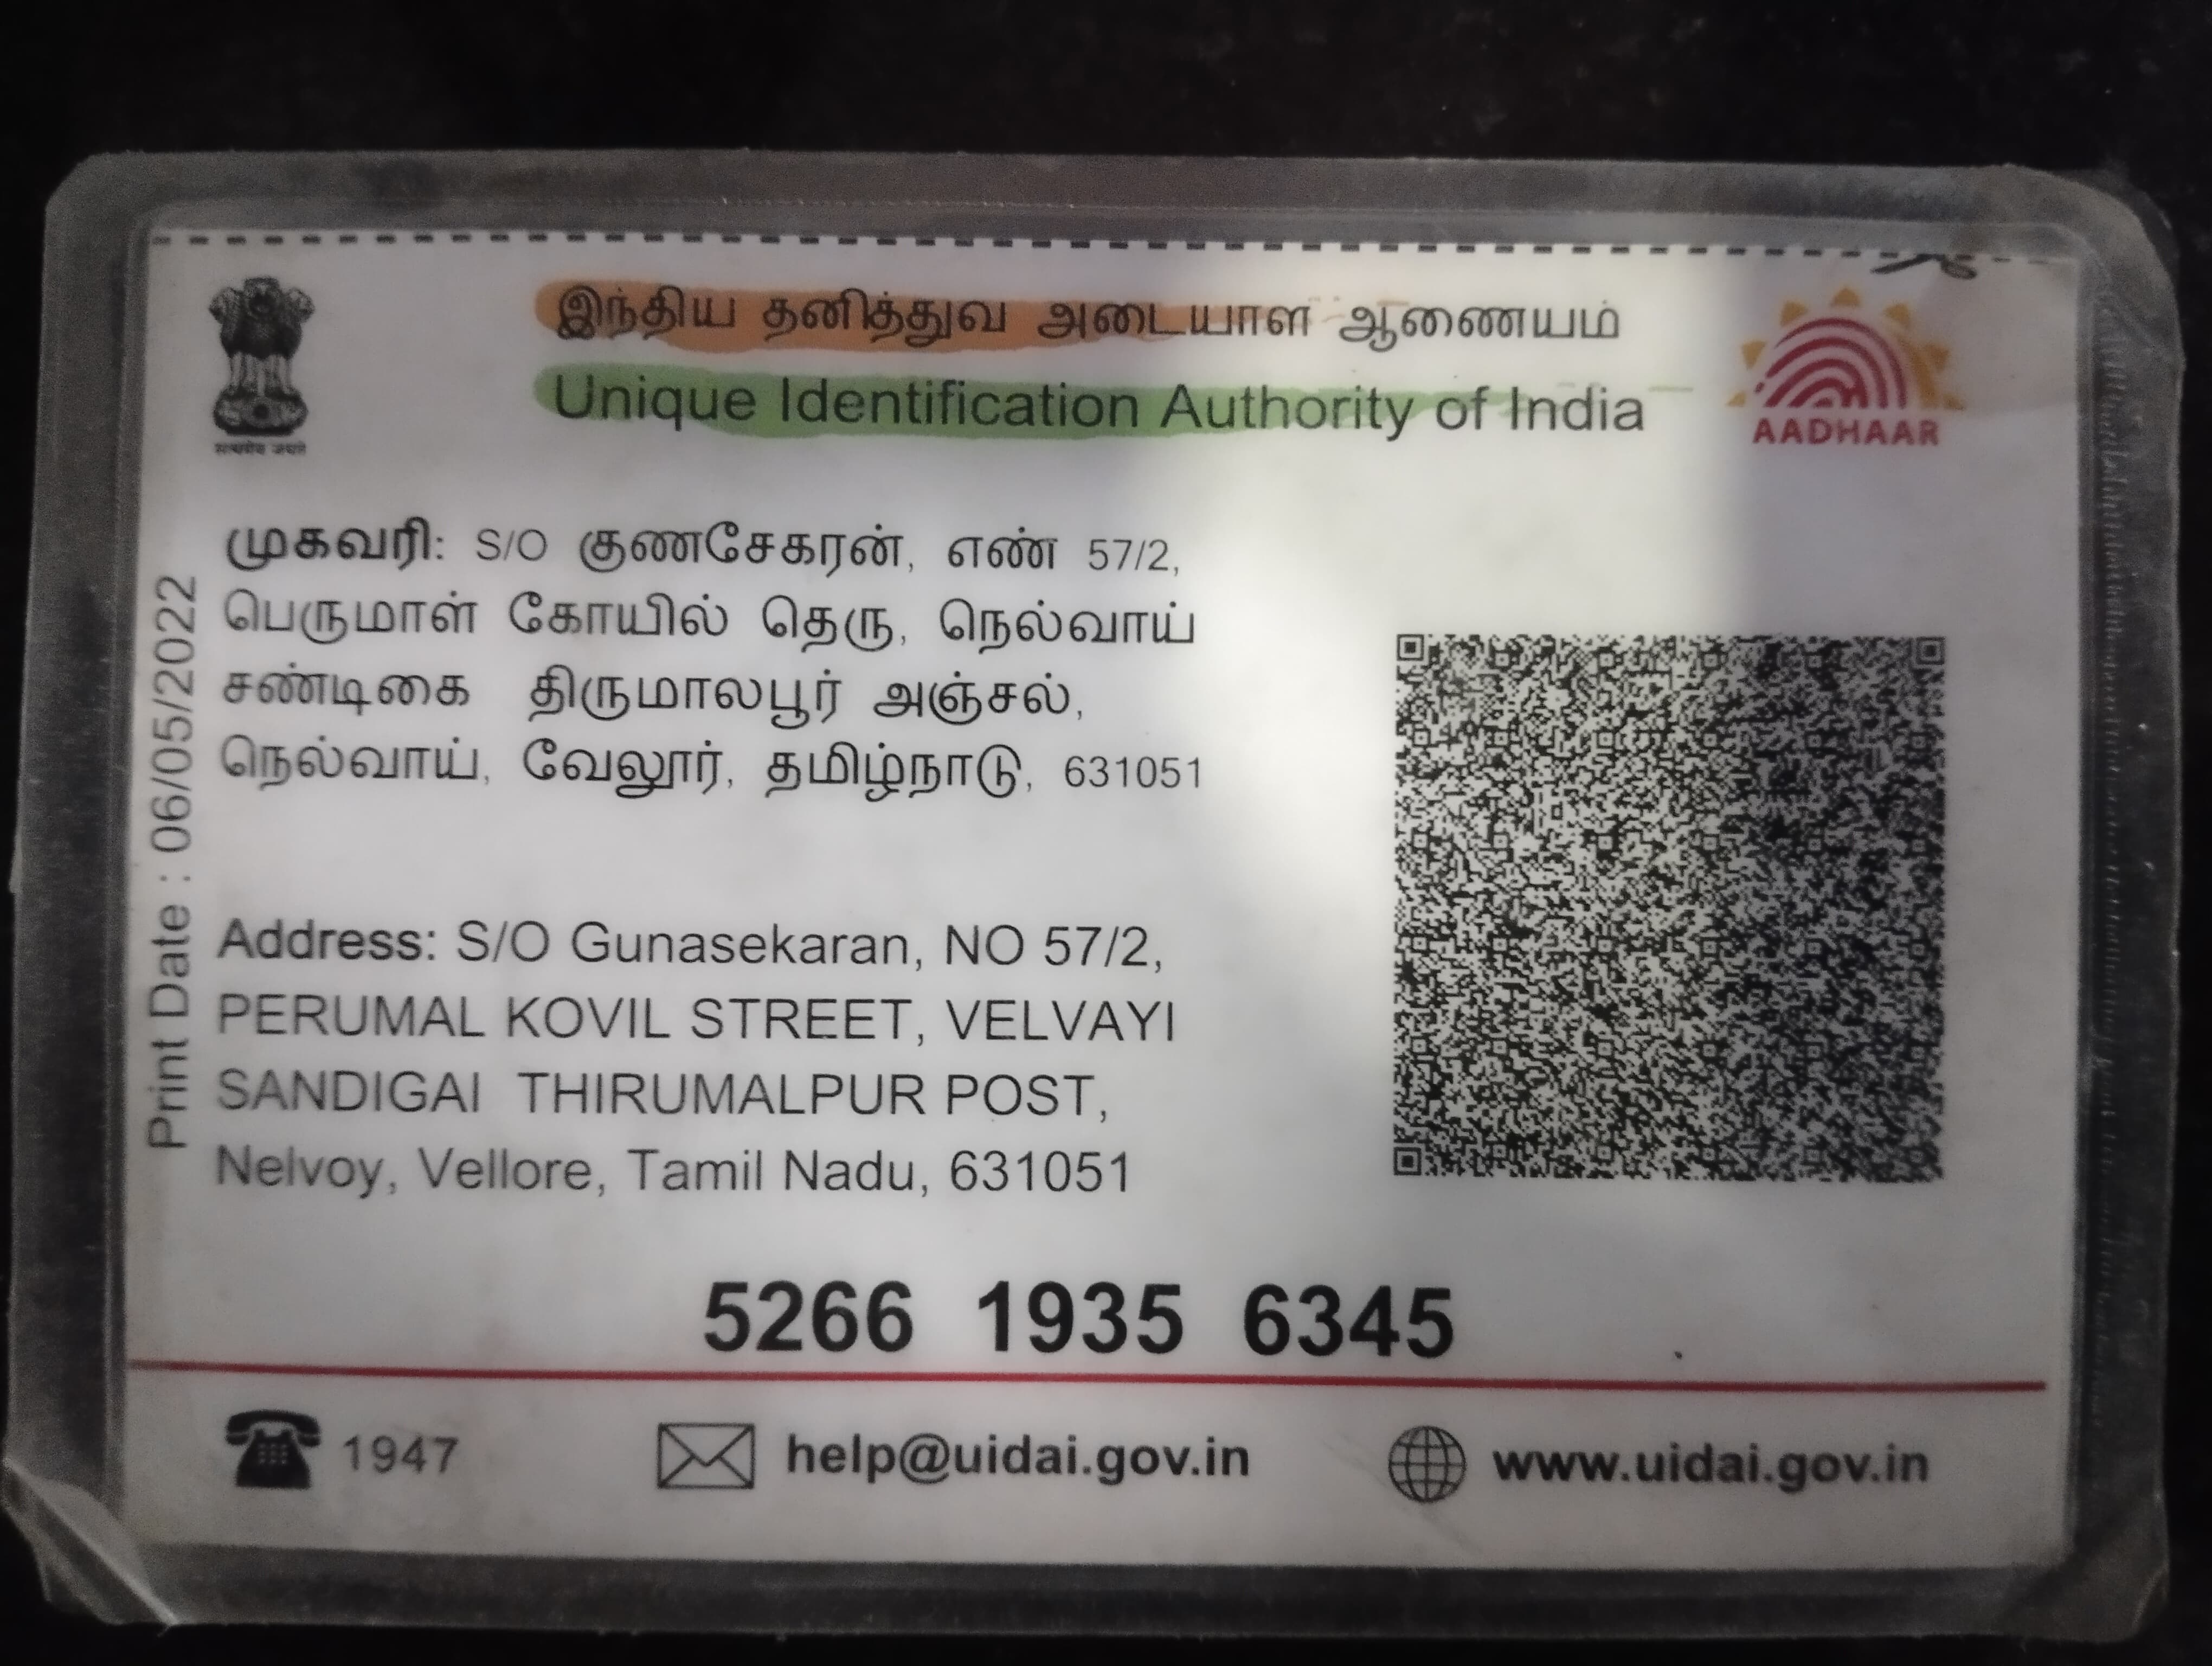 இந்திய தனித்துவ அடையாள ஆணையம்
Unique Identification Authority of India
AADHAAR
सत्यमेव जयते
Print Date : 06/05/2022
முகவரி: S/O குணசேகரன், எண் 57/2,
பெருமாள் கோயில் தெரு, நெல்வாய்
சண்டிகை திருமாலபூர் அஞ்சல்,
நெல்வாய், வேலூர், தமிழ்நாடு, 631051
Address: S/O Gunasekaran, NO 57/2,
PERUMAL KOVIL STREET, VELVAYI
SANDIGAI THIRUMALPUR POST,
Nelvoy, Vellore, Tamil Nadu, 631051
5266 1935 6345
1947 help@uidai.gov.in www.uidai.gov.in